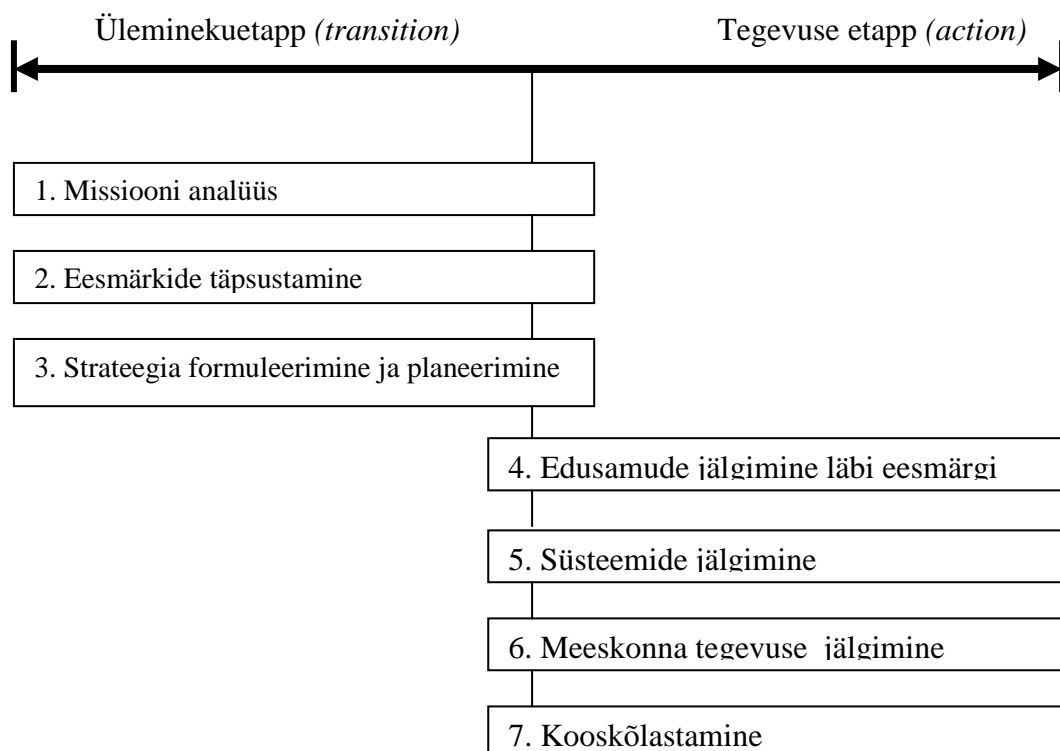 Üleminekuetapp (transition)
Tegevuse etapp (action)
1. Missiooni analüüs
2. Eesmärkide täpsustamine
3. Strateegia formuleerimine ja planeerimine
4. Edusamude jälgimine läbi eesmärgi
5. Süsteemide jälgimine
6. Meeskonna tegevuse jälgimine
7. Kooskõlastamine